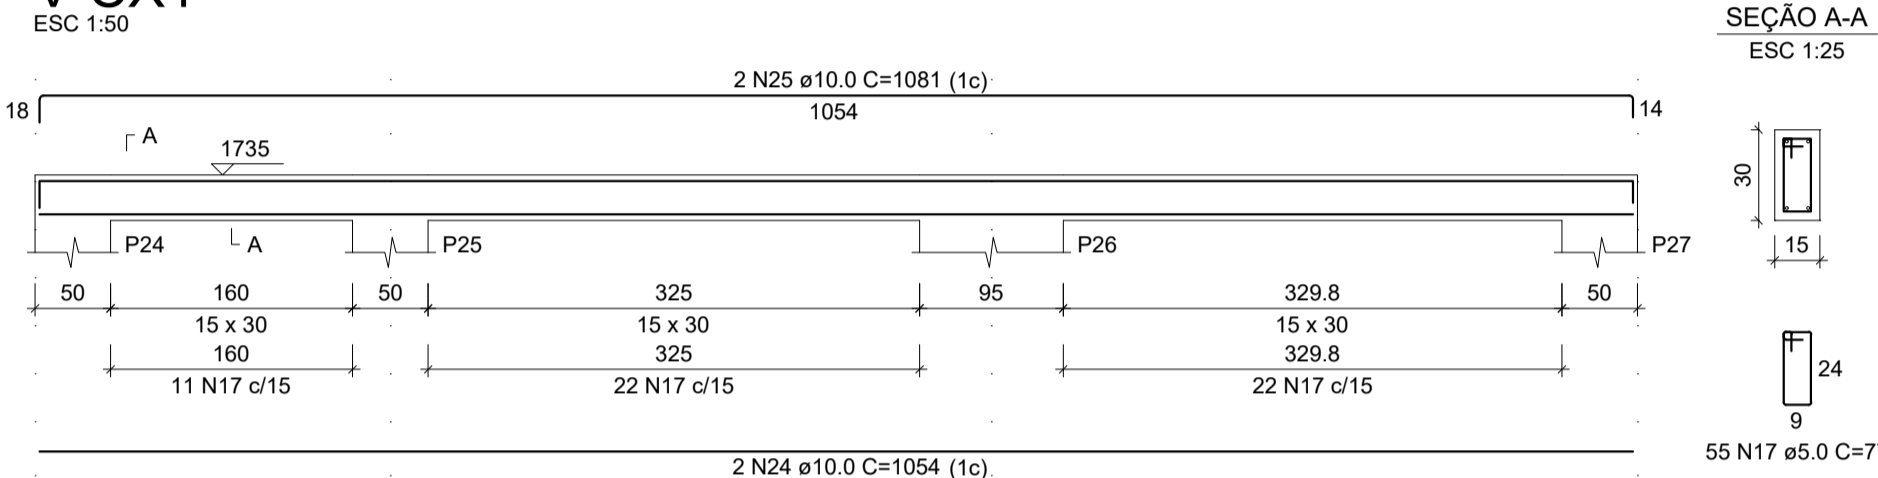 ESC 1:50
SEÇÃO A-A
ESC 1:25
2 N25 ø10.0 C=1081 (1c)
18
1054
14
A
1735
30
P24
A
P25
P26
P27
15
50
160
50
325
95
329.8
50
15 x 30
15 x 30
15 x 30
160
325
329.8
11 N17 c/15
22 N17 c/15
22 N17 c/15
24
9
55 N17 ø5.0
2 N24 ø10.0 C=1054 (1c)